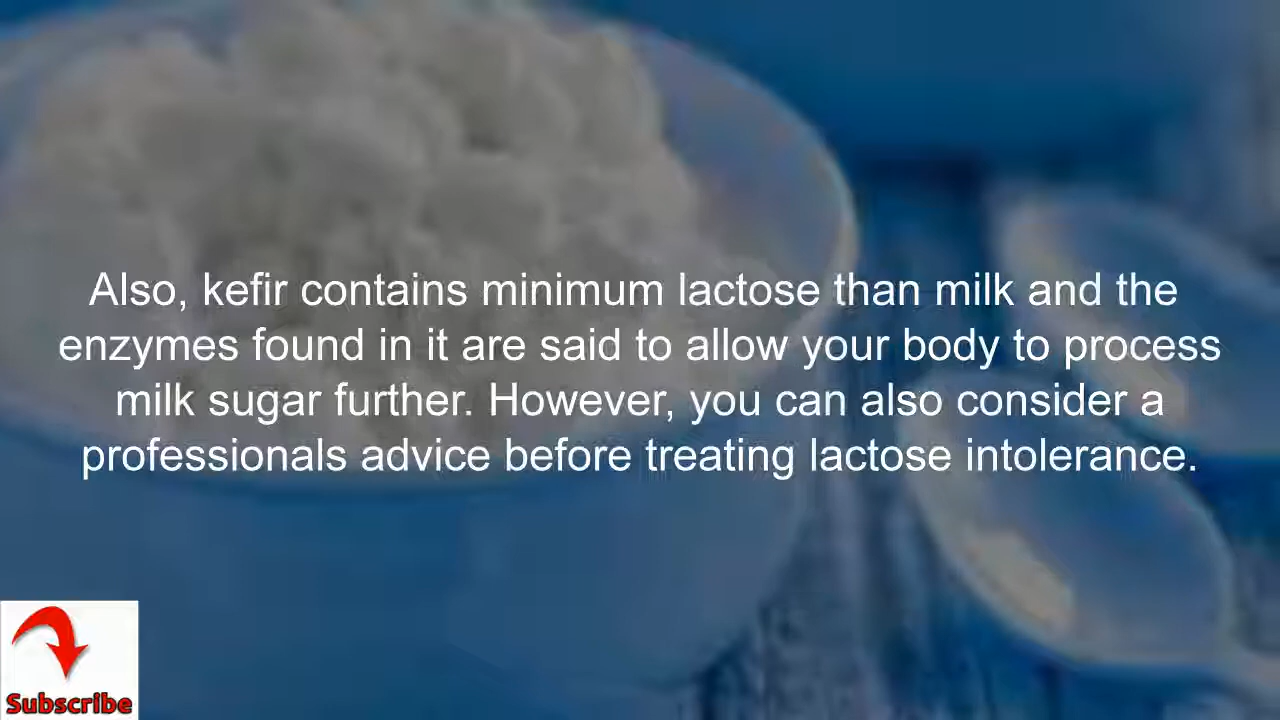 Also, kefir contains minimum lactose than milk and the
enzymes found in it are said to allow your body to process
milk sugar further. However, you can also consider a
professionals advice before treating lactose intolerance.
Subscribe